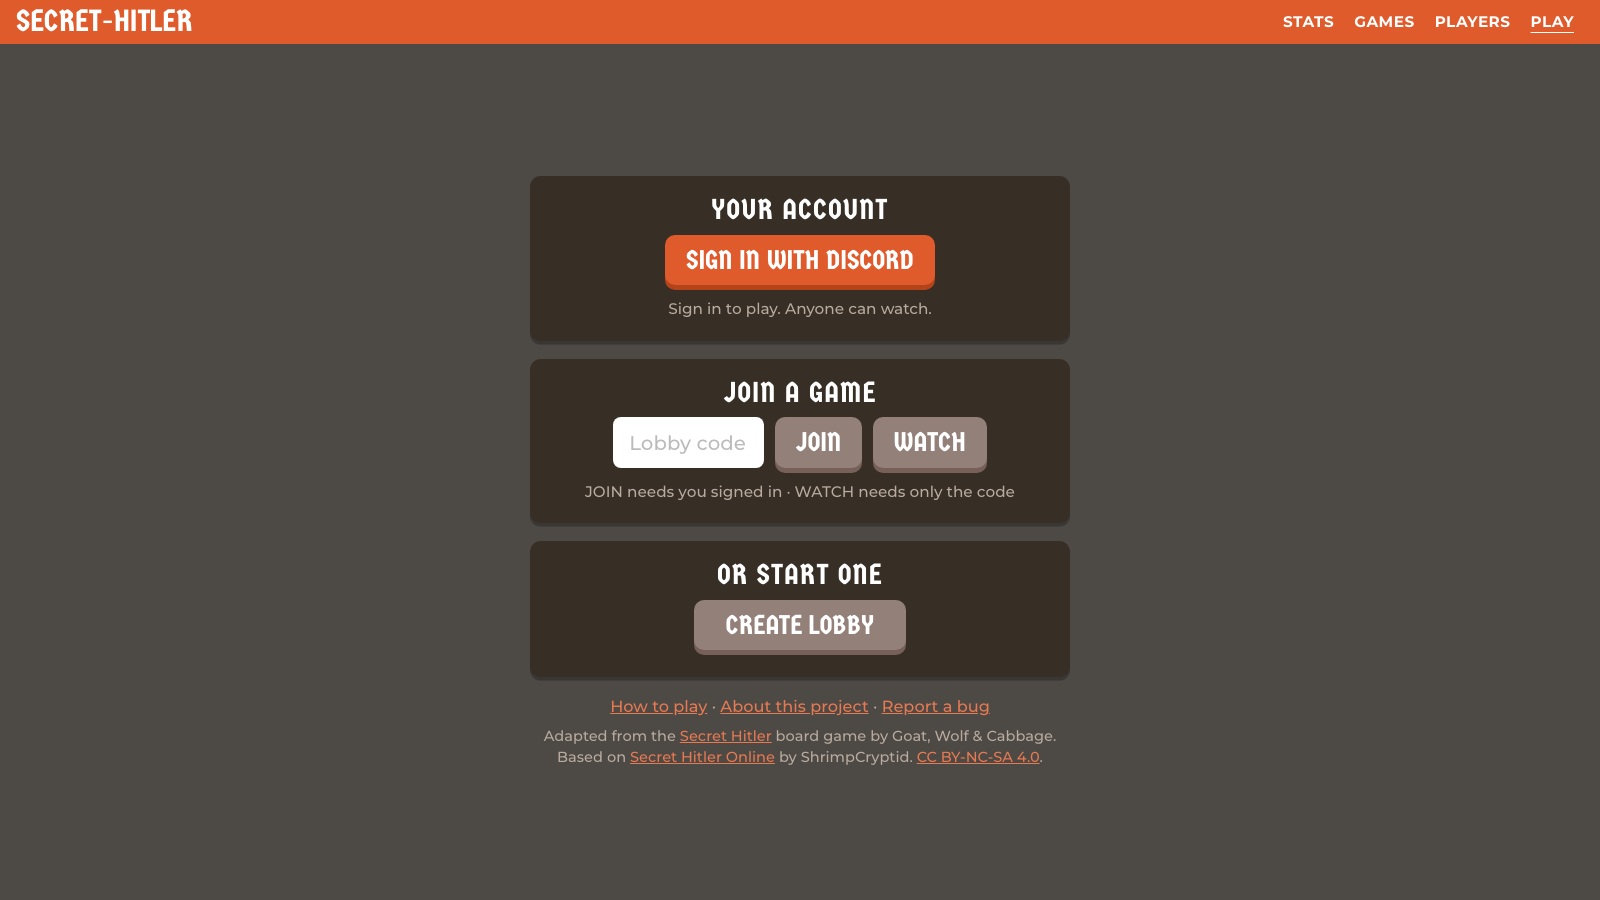 SECRET-HITLER
STATS GAMES PLAYERS PLAY
YOUR ACCOUNT
SIGN IN WITH DISCORD
Sign in to play. Anyone can watch.
JOIN A GAME
Lobby code JOIN WATCH
JOIN needs you signed in · WATCH needs only the code
OR START ONE
CREATE LOBBY
How to play · About this project · Report a bug
Adapted from the Secret Hitler board game by Goat, Wolf & Cabbage.
Based on Secret Hitler Online by ShrimpCryptid. CC BY-NC-SA 4.0.